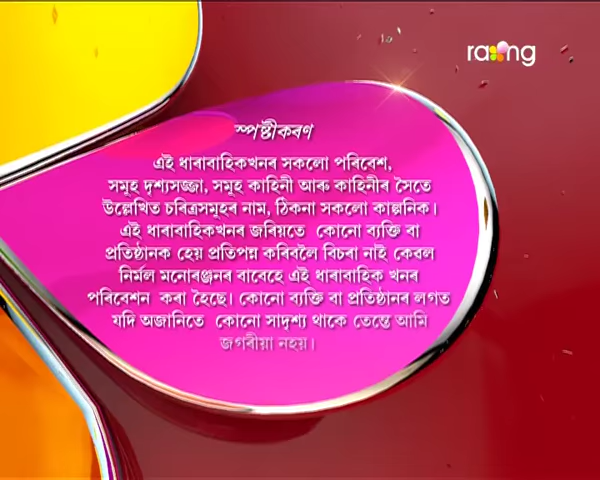 rang
স্পষ্টীকৰণ
এই ধাৰাবাহিকখনৰ সকলো পৰিবেশ,
সমূহ দৃশ্যসজ্জা, সমূহ কাহিনী আৰু কাহিনীৰ সৈতে
উল্লেখিত চৰিত্ৰসমূহৰ নাম, ঠিকনা সকলো কাল্পনিক।
এই ধাৰাবাহিকখনৰ জৰিয়তে কোনো ব্যক্তি বা
প্ৰতিষ্ঠানক হেয় প্ৰতিপন্ন কৰিবলৈ বিচৰা নাই কেবল
নিৰ্মল মনোৰঞ্জনৰ বাবেহে এই ধাৰাবাহিক খনৰ
পৰিবেশন কৰা হৈছে। কোনো ব্যক্তি বা প্ৰতিষ্ঠানৰ লগত
যদি অজানিতে কোনো সাদৃশ্য থাকে তেন্তে আমি
জগৰীয়া নহয়।